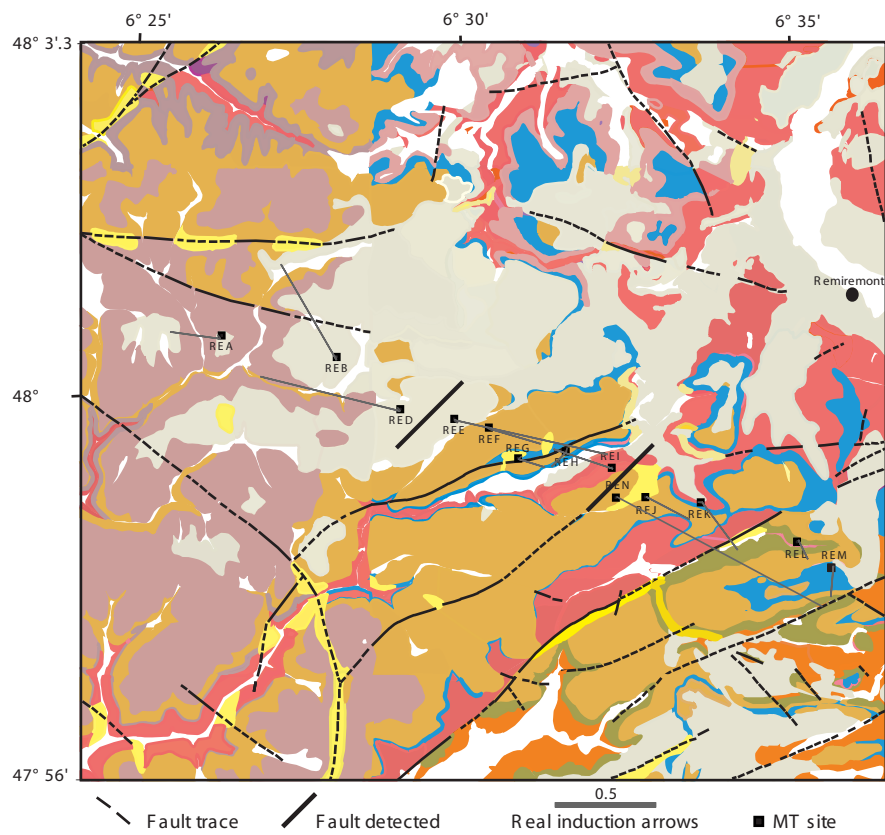 6° 25' 6° 30' 6° 35'
48° 3'.3
Remiremont
REA
REB
48°
RED
REE
REF
REG
REI
REH
REN
REJ
REK
REL REM
47° 56'
0.5
Fault trace Fault detected Real induction arrows MT site